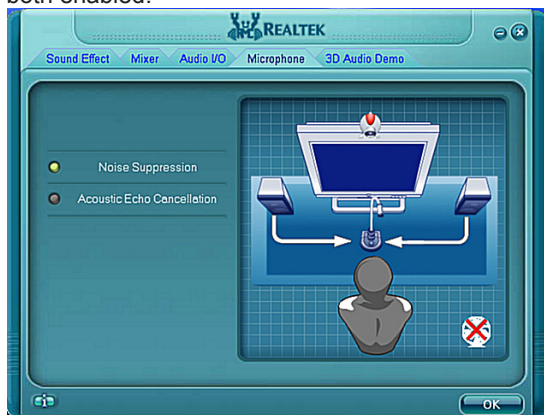 both enabled.
REALTEK
Sound Effect Mixer Audio I/O Microphone 3D Audio Demo
Noise Suppression
Acoustic Echo Cancellation
OK